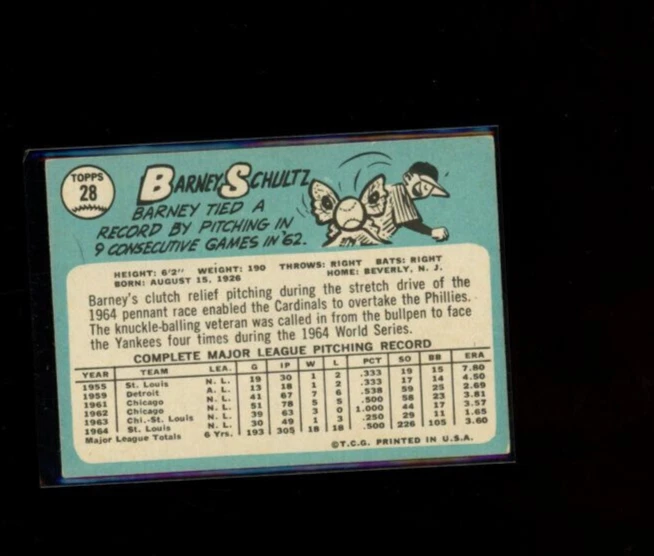 TOPPS
28
BARNEY SCHULTZ
BARNEY TIED A
RECORD BY PITCHING IN
9 CONSECUTIVE GAMES IN '62.
HEIGHT: 6'2" WEIGHT: 190 THROWS: RIGHT BATS: RIGHT
BORN: AUGUST 15, 1926 HOME: BEVERLY, N. J.
Barney's clutch relief pitching during the stretch drive of the
1964 pennant race enabled the Cardinals to overtake the Phillies.
The knuckle-balling veteran was called in from the bullpen to face
the Yankees four times during the 1964 World Series.
COMPLETE MAJOR LEAGUE PITCHING RECORD
YEAR TEAM LEA. G IP W L PCT SO BB ERA
1955 St. Louis N. L. 19 30 1 2 .333 19 15 7.80
1959 Detroit A. L. 13 18 1 2 .333 17 14 4.50
1961 Chicago N. L. 41 67 7 6 .538 59 25 2.69
1962 Chicago N. L. 51 78 5 5 .500 58 23 3.81
1963 Chi.-St. Louis N. L. 39 63 3 0 1.000 44 17 3.57
1964 St. Louis N. L. 30 49 1 3 .250 29 11 1.65
Major League Totals 6 Yrs. 193 305 18 18 .500 226 105 3.60
©T.C.G. PRINTED IN U.S.A.